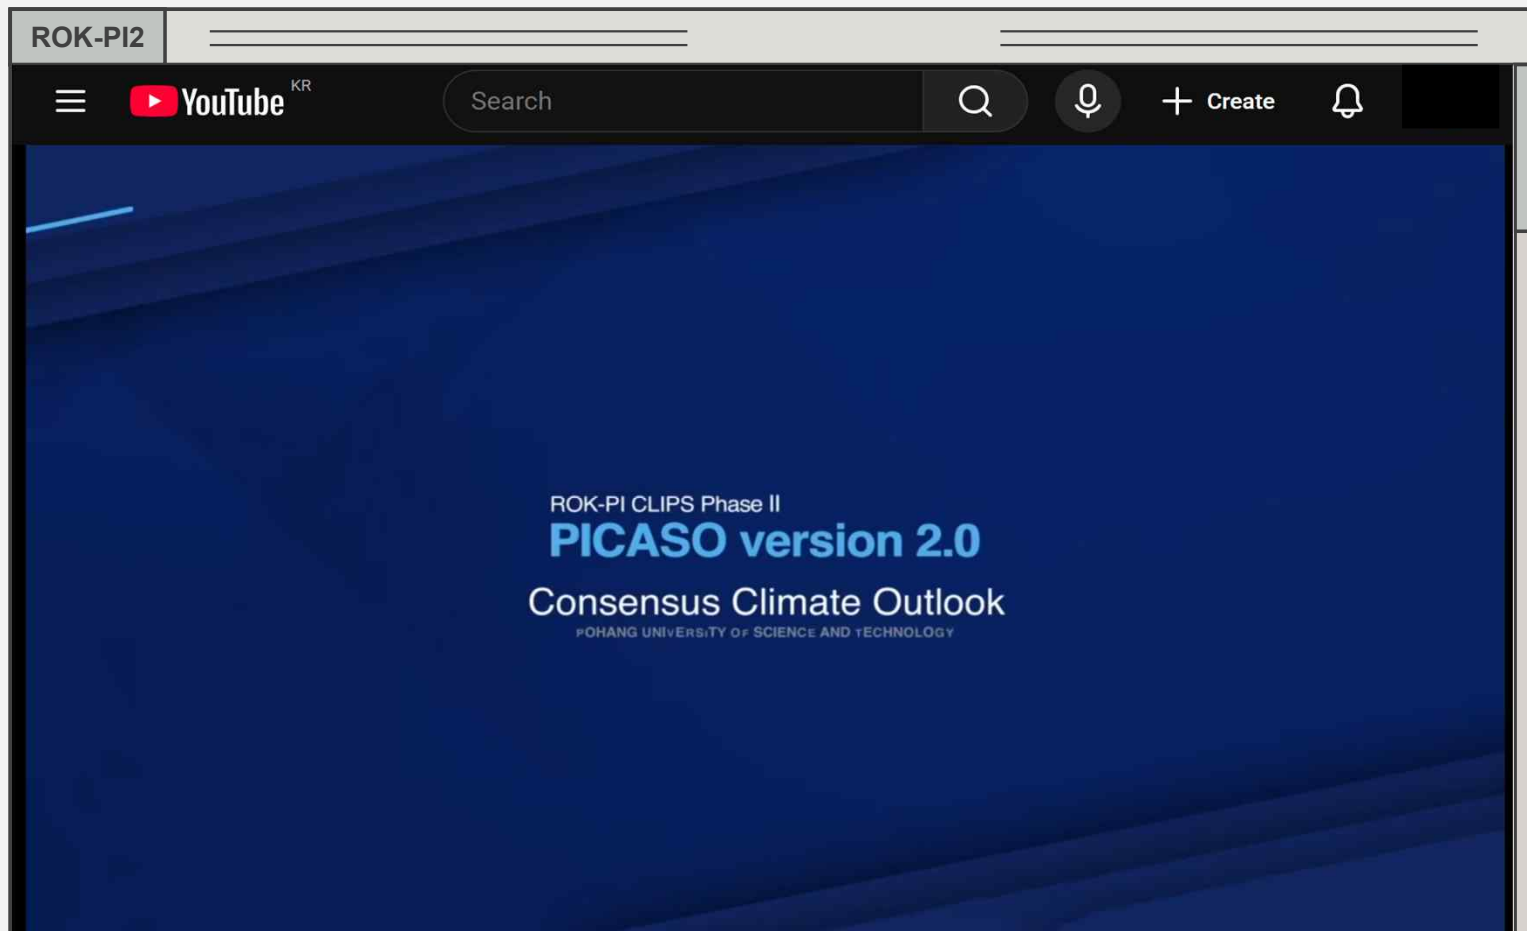 ROK-PI2
YouTube KR
Search
Create
ROK-PI CLIPS Phase II
PICASO version 2.0
Consensus Climate Outlook
POHANG UNIVERSITY OF SCIENCE AND TECHNOLOGY